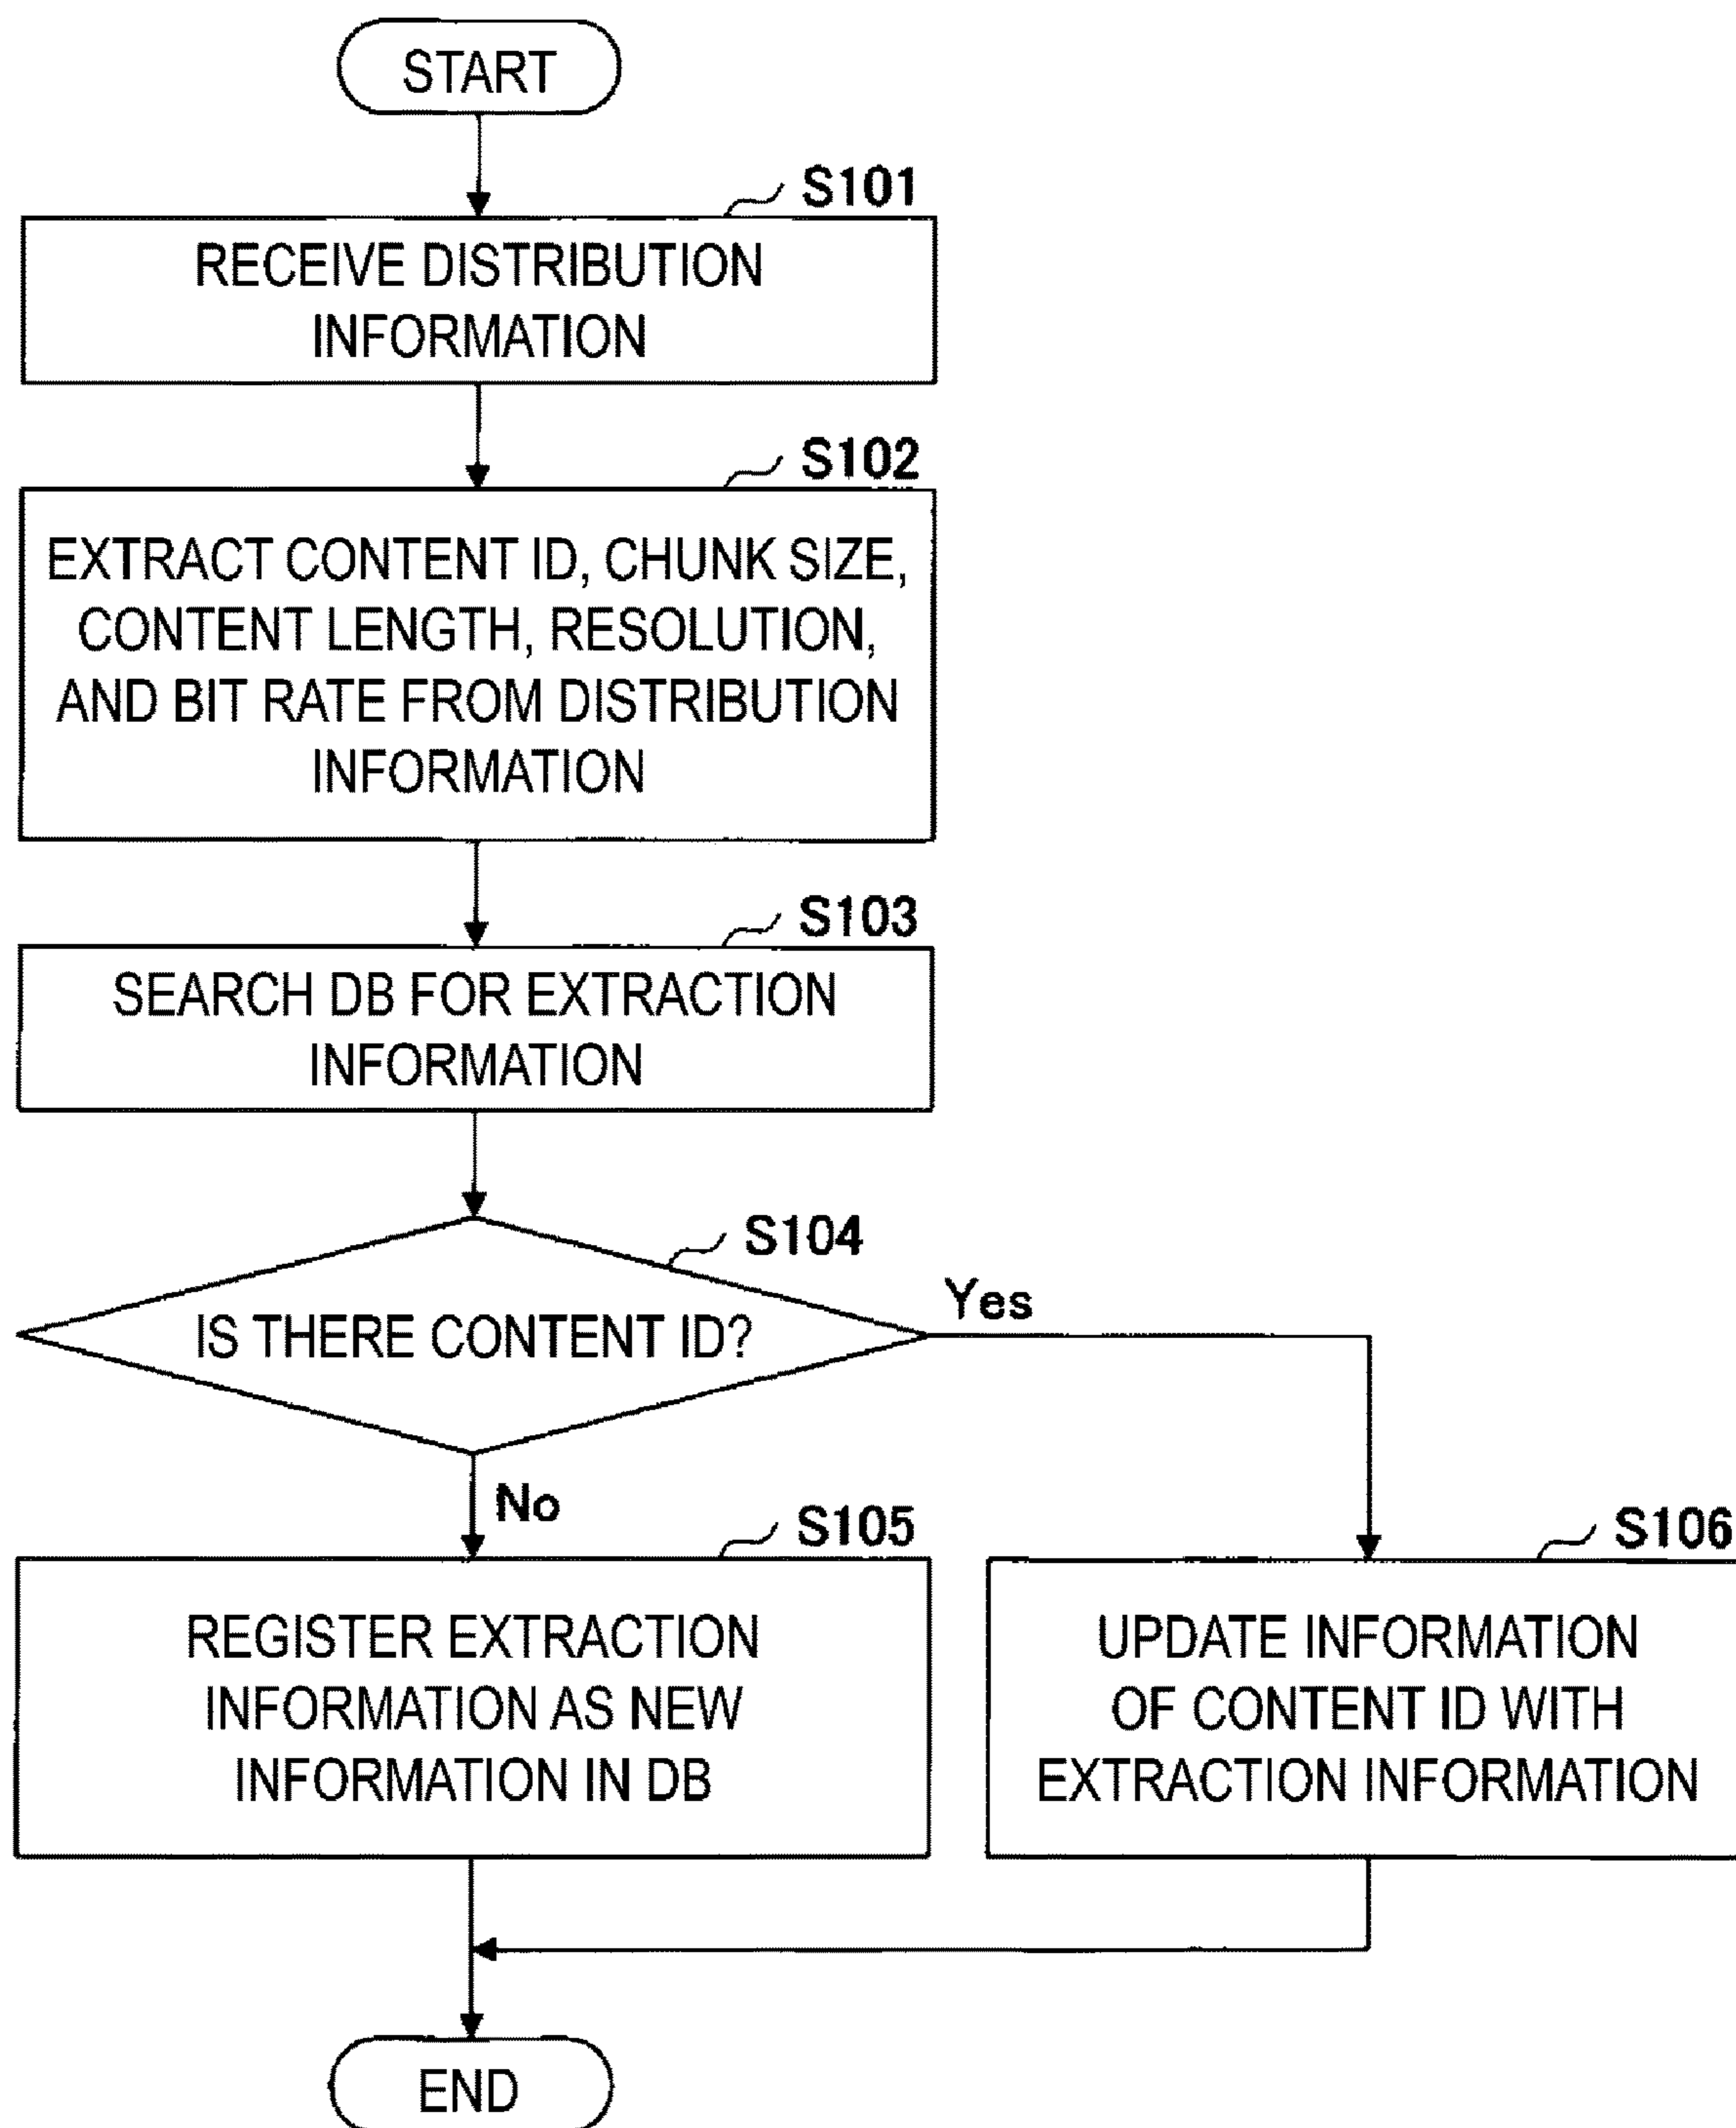 START
S101
RECEIVE DISTRIBUTION
INFORMATION
S102
EXTRACT CONTENT ID, CHUNK SIZE,
CONTENT LENGTH, RESOLUTION,
AND BIT RATE FROM DISTRIBUTION
INFORMATION
S103
SEARCH DB FOR EXTRACTION
INFORMATION
S104
IS THERE CONTENT ID?
Yes
No
S105
REGISTER EXTRACTION
INFORMATION AS NEW
INFORMATION IN DB
S106
UPDATE INFORMATION
OF CONTENT ID WITH
EXTRACTION INFORMATION
END